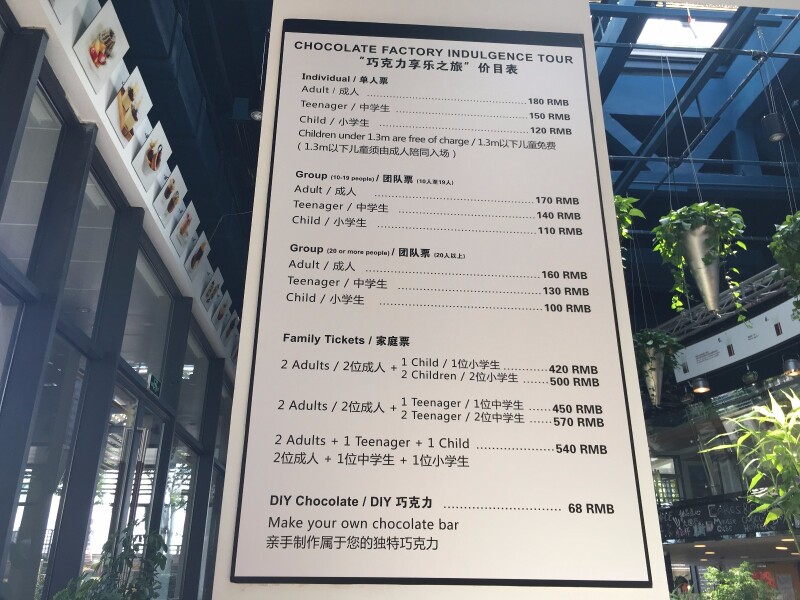 CHOCOLATE FACTORY INDULGENCE TOUR
“巧克力享乐之旅”价目表
Individual / 单人票
Adult / 成人 ........ 180 RMB
Teenager / 中学生 ........ 150 RMB
Child / 小学生 ........ 120 RMB
Children under 1.3m are free of charge / 1.3m以下儿童免费
（1.3m以下儿童须由成人陪同入场）
Group (10-19 people) / 团队票 (10人至19人)
Adult / 成人 ........ 170 RMB
Teenager / 中学生 ........ 140 RMB
Child / 小学生 ........ 110 RMB
Group (20 or more people) / 团队票 (20人以上)
Adult / 成人 ........ 160 RMB
Teenager / 中学生 ........ 130 RMB
Child / 小学生 ........ 100 RMB
Family Tickets / 家庭票
2 Adults / 2位成人 + 1 Child / 1位小学生 ........ 420 RMB
2 Children / 2位小学生 ........ 500 RMB
2 Adults / 2位成人 + 1 Teenager / 1位中学生 ........ 450 RMB
2 Teenager / 2位中学生 ........ 570 RMB
2 Adults + 1 Teenager + 1 Child ........ 540 RMB
2位成人 + 1位中学生 + 1位小学生
DIY Chocolate / DIY 巧克力 ........ 68 RMB
Make your own chocolate bar
亲手制作属于您的独特巧克力